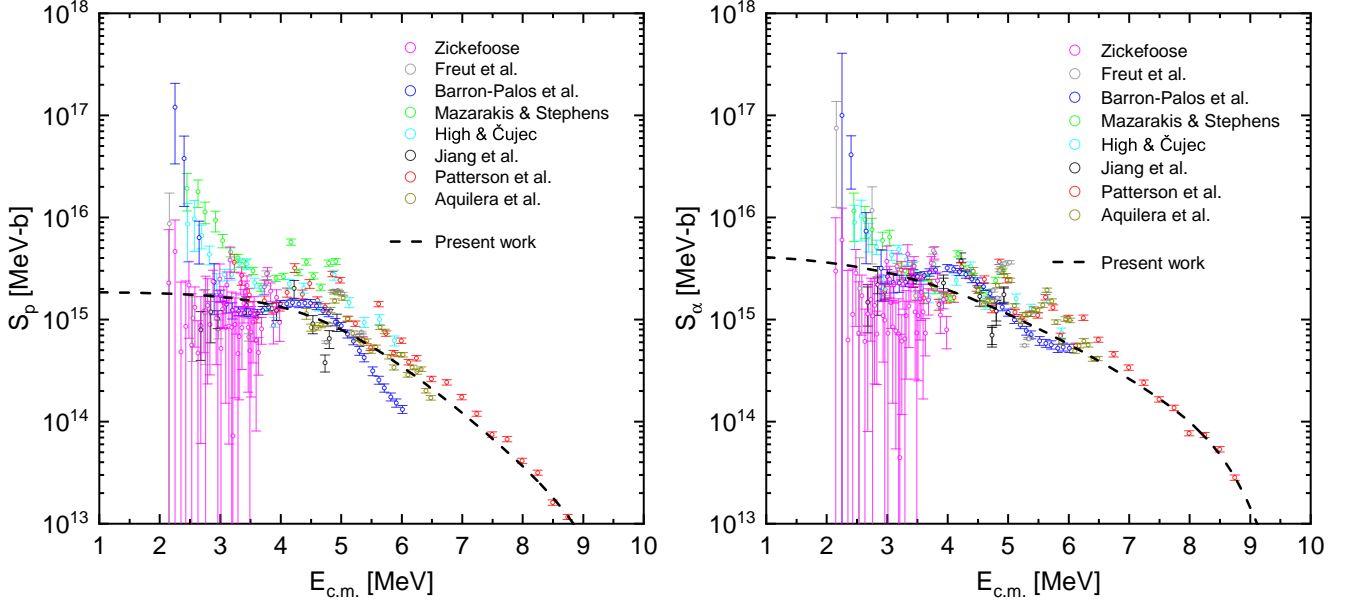 10^18
10^17
10^16
10^15
10^14
10^13
S_p [MeV-b]
Zickefoose
Freut et al.
Barron-Palos et al.
Mazarakis & Stephens
High & Čujec
Jiang et al.
Patterson et al.
Aquilera et al.
Present work
1 2 3 4 5 6 7 8 9 10
E_c.m. [MeV]
10^18
10^17
10^16
10^15
10^14
10^13
S_α [MeV-b]
Zickefoose
Freut et al.
Barron-Palos et al.
Mazarakis & Stephens
High & Čujec
Jiang et al.
Patterson et al.
Aquilera et al.
Present work
1 2 3 4 5 6 7 8 9 10
E_c.m. [MeV]